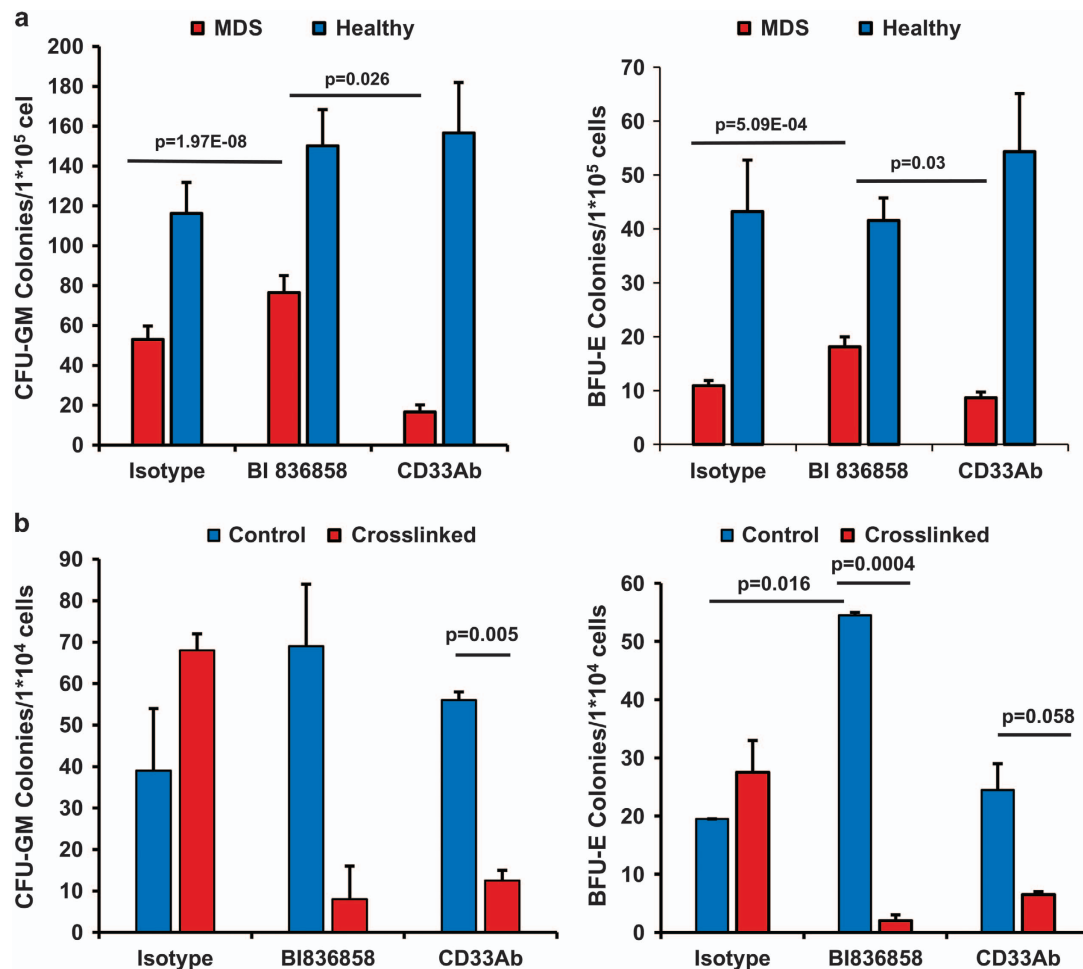 a
MDS Healthy
CFU-GM Colonies/1*10⁵ cel
200
180
160
140
120
100
80
60
40
20
0
p=1.97E-08
p=0.026
Isotype BI 836858 CD33Ab
MDS Healthy
BFU-E Colonies/1*10⁵ cells
70
60
50
40
30
20
10
0
p=5.09E-04
p=0.03
Isotype BI 836858 CD33Ab
b
Control Crosslinked
CFU-GM Colonies/1*10⁴ cells
90
80
70
60
50
40
30
20
10
0
p=0.005
Isotype BI836858 CD33Ab
Control Crosslinked
BFU-E Colonies/1*10⁴ cells
60
50
40
30
20
10
0
p=0.016
p=0.0004
p=0.058
Isotype BI836858 CD33Ab